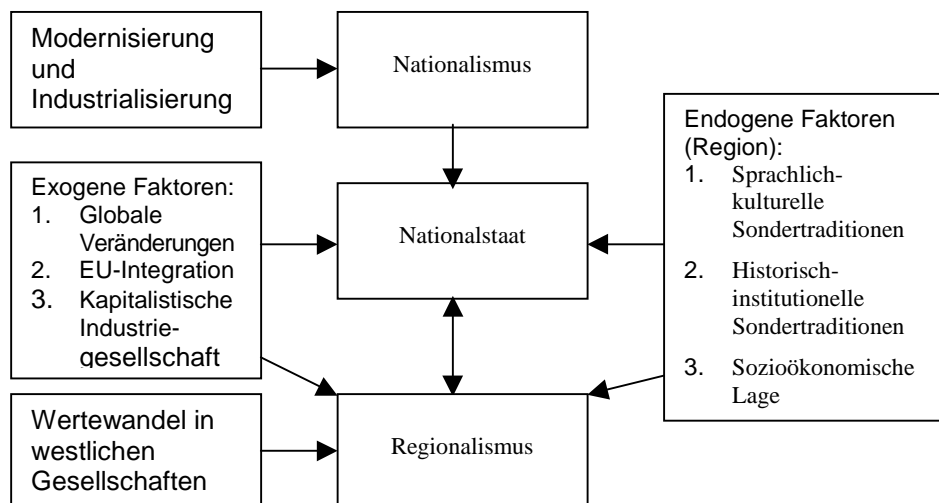 Modernisierung
und
Industrialisierung
Nationalismus
Exogene Faktoren:
1. Globale
Veränderungen
2. EU-Integration
3. Kapitalistische
Industrie-
gesellschaft
Nationalstaat
Endogene Faktoren
(Region):
1. Sprachlich-
kulturelle
Sondertraditionen
2. Historisch-
institutionelle
Sondertraditionen
3. Sozioökonomische
Lage
Wertewandel in
westlichen
Gesellschaften
Regionalismus